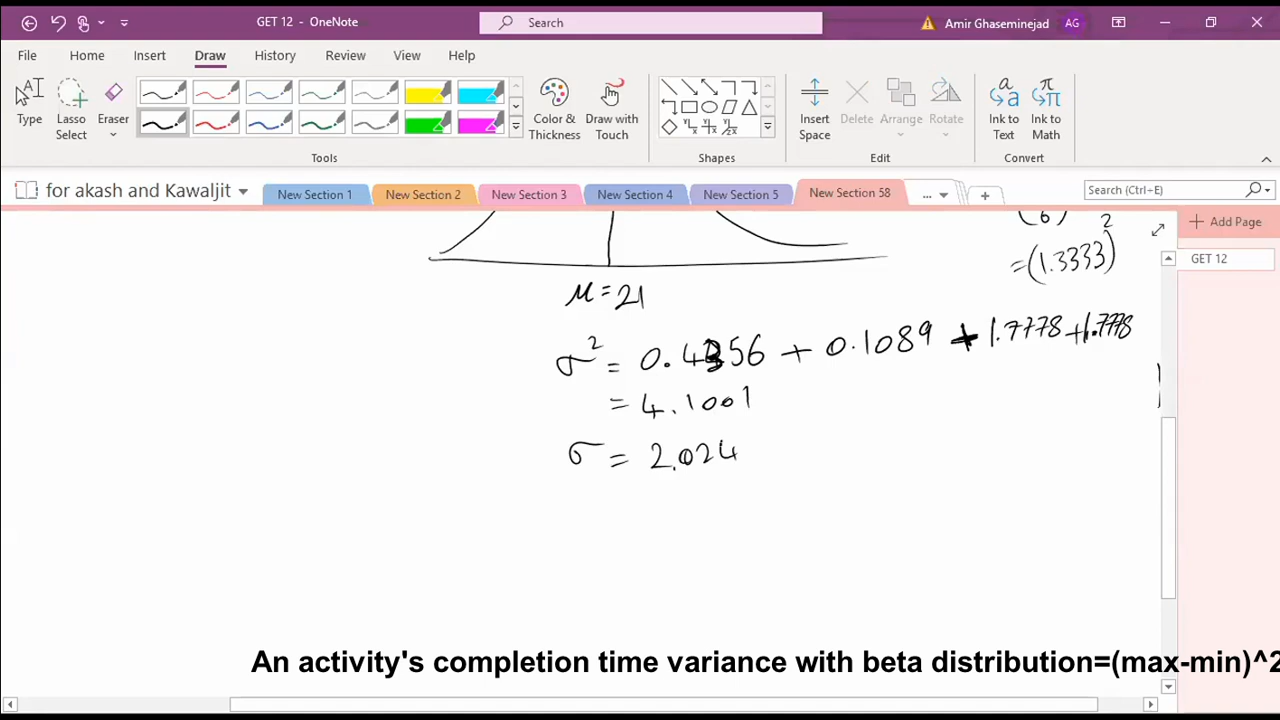 GET 12 - OneNote
Search
Amir Ghaseminejad AG
File Home Insert Draw History Review View Help
Type
Lasso Select
Eraser
Color & Thickness
Draw with Touch
Insert Space
Delete
Arrange
Rotate
Ink to Text
Ink to Math
Tools
Shapes
Edit
Convert
for akash and Kawaljit
New Section 1
New Section 2
New Section 3
New Section 4
New Section 5
New Section 58
...
Search (Ctrl+E)
Add Page
GET 12
(6)
=(1.3333)²
μ = 21
σ² = 0.4356 + 0.1089 + 1.7778 + 1.7778
= 4.1001
σ = 2.024
An activity's completion time variance with beta distribution=(max-min)^2